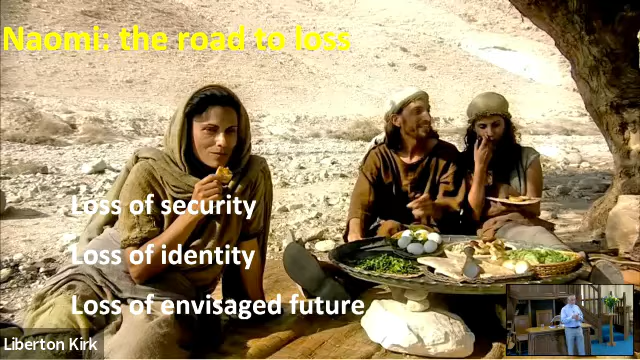 Naomi: the road to loss
Loss of security
Loss of identity
Loss of envisaged future
Liberton Kirk